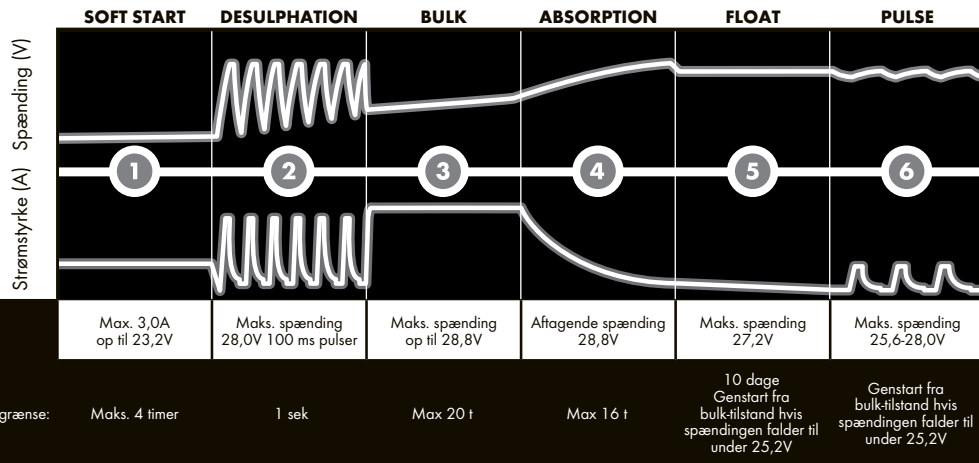 SOFT START
DESULPHATION
BULK
ABSORPTION
FLOAT
PULSE
Spænding (V)
Strømstyrke (A)
1
2
3
4
5
6
Max. 3,0A
op til 23,2V
Maks. spænding
28,0V 100 ms pulser
Maks. spænding
op til 28,8V
Aftagende spænding
28,8V
Maks. spænding
27,2V
Maks. spænding
25,6-28,0V
grænse:
Maks. 4 timer
1 sek
Max 20 t
Max 16 t
10 dage
Genstart fra
bulk-tilstand hvis
spændingen falder til
under 25,2V
Genstart fra
bulk-tilstand hvis
spændingen falder til
under 25,2V